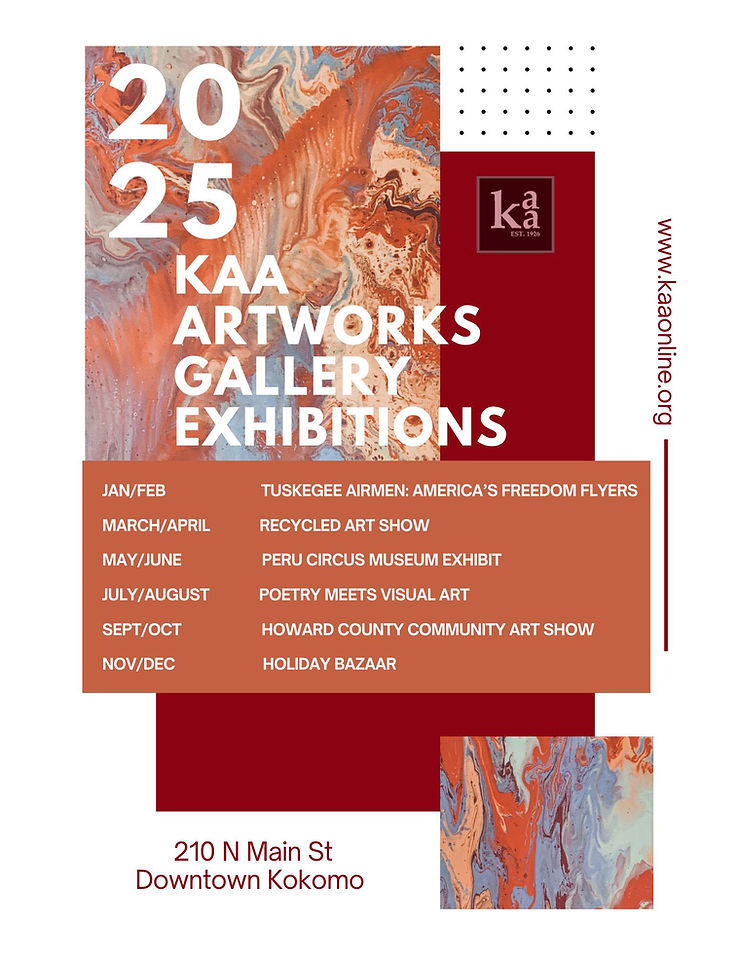 20
25
KAA
ARTWORKS
GALLERY
EXHIBITIONS
kaa
EST. 1926
www.kaaonline.org
JAN/FEB TUSKEGEE AIRMEN: AMERICA'S FREEDOM FLYERS
MARCH/APRIL RECYCLED ART SHOW
MAY/JUNE PERU CIRCUS MUSEUM EXHIBIT
JULY/AUGUST POETRY MEETS VISUAL ART
SEPT/OCT HOWARD COUNTY COMMUNITY ART SHOW
NOV/DEC HOLIDAY BAZAAR
210 N Main St
Downtown Kokomo